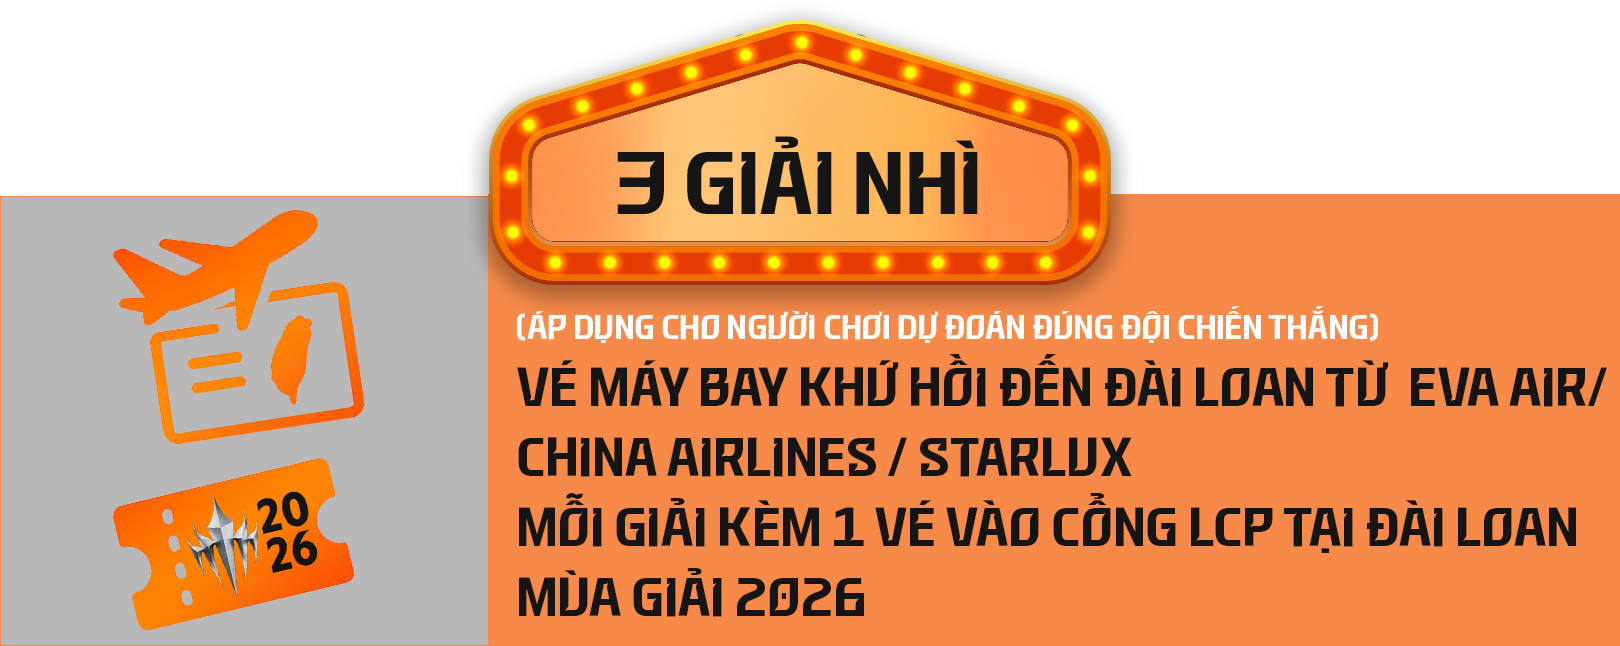 3 GIẢI NHÌ
(ÁP DỤNG CHO NGƯỜI CHƠI DỰ ĐOÁN ĐÚNG ĐỘI CHIẾN THẮNG)
VÉ MÁY BAY KHỨ HỒI ĐẾN ĐÀI LOAN TỪ EVA AIR/
CHINA AIRLINES / STARLUX
MỖI GIẢI KÈM 1 VÉ VÀO CỔNG LCP TẠI ĐÀI LOAN
MÙA GIẢI 2026
20
26